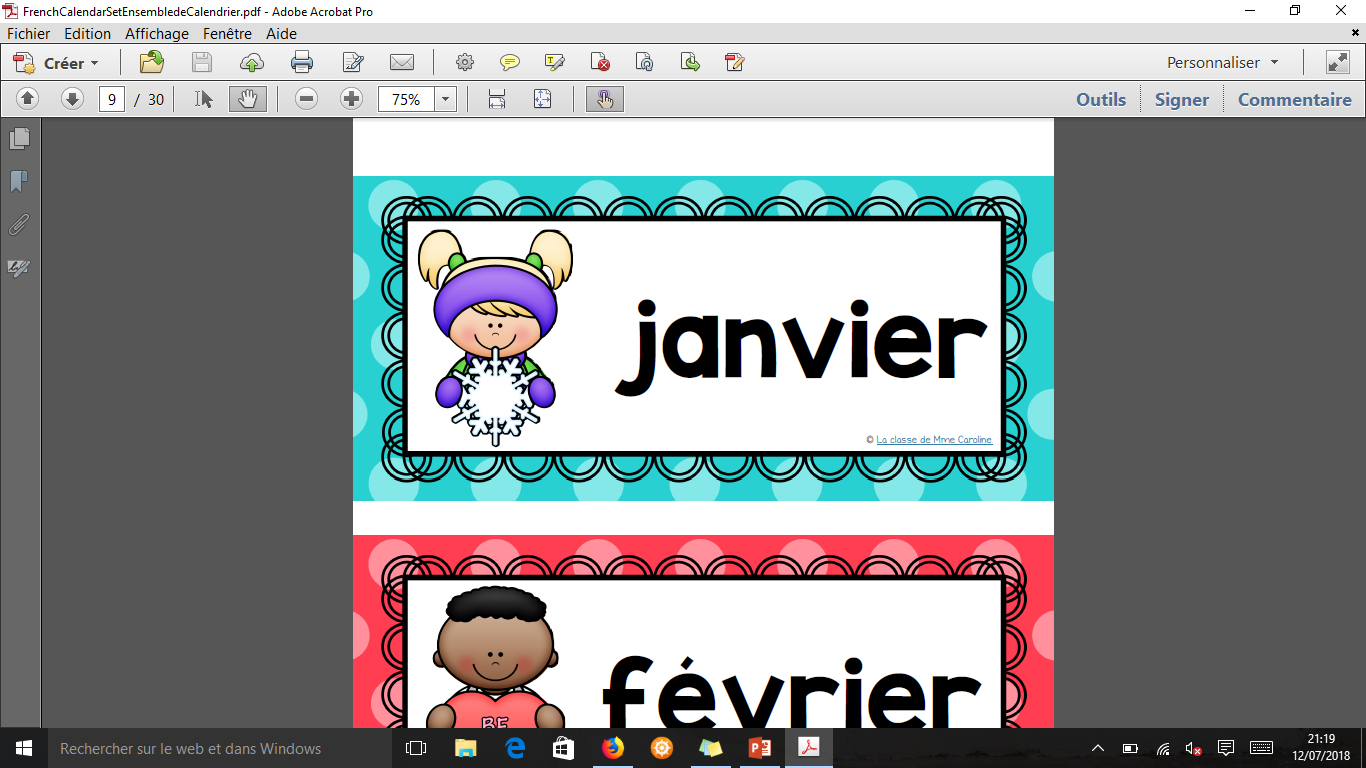 FrenchCalendarSetEnsembledeCalendrier.pdf - Adobe Acrobat Pro
Fichier Edition Affichage Fenêtre Aide
Créer Personnaliser
9 / 30 75% Outils Signer Commentaire
janvier
© La classe de Mme Caroline
février
BE
Rechercher sur le web et dans Windows
21:19
12/07/2018